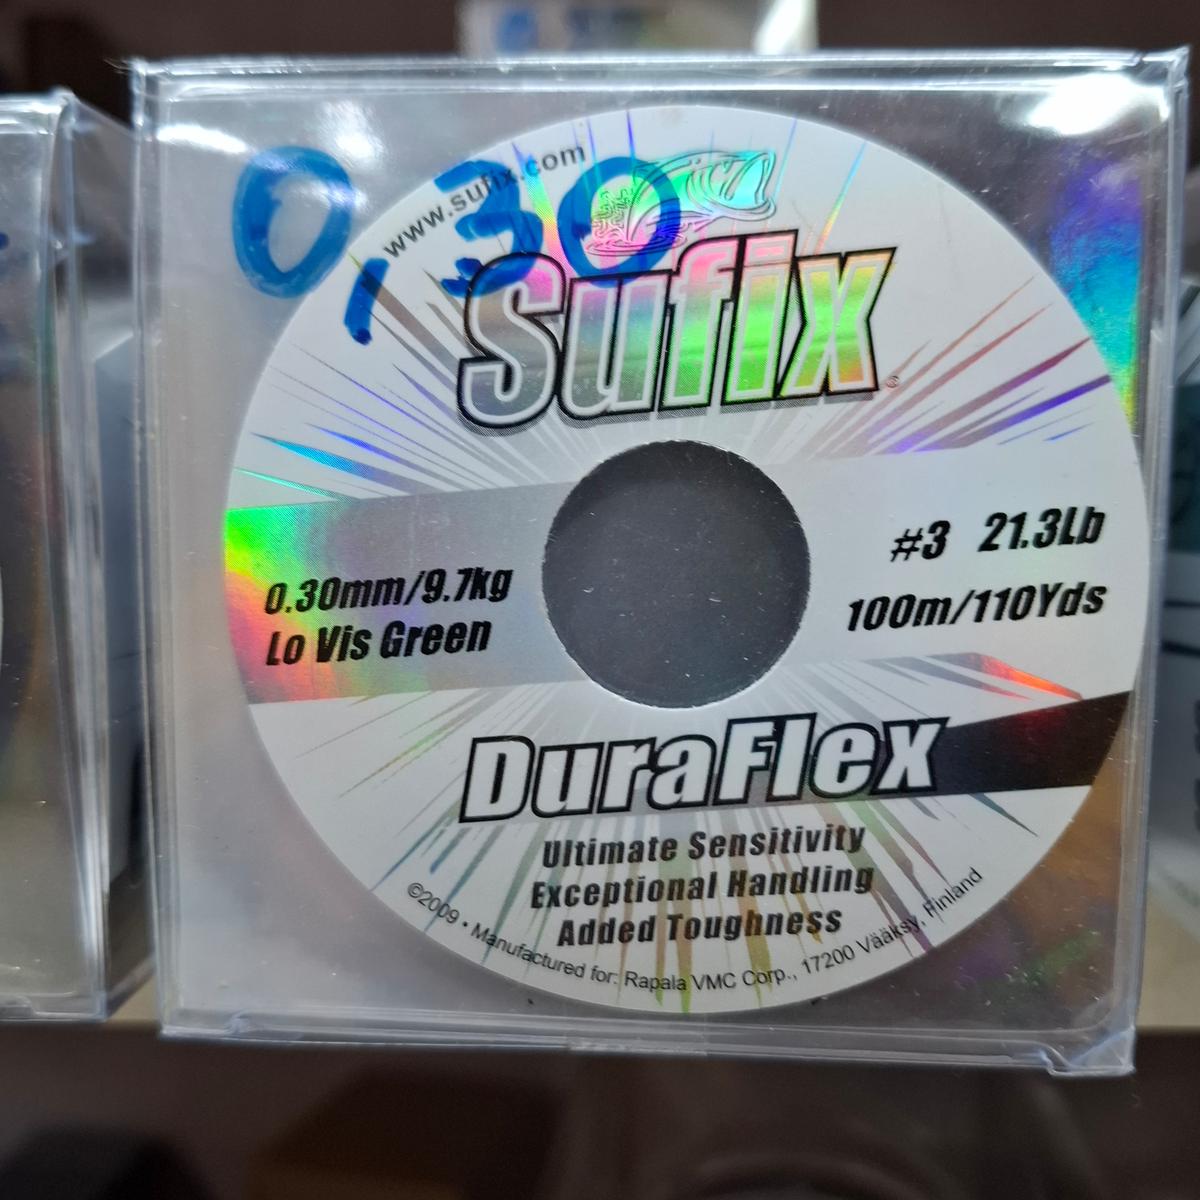 0,30
www.sufix.com
Sufix®
#3 21.3Lb
100m/110Yds
0.30mm/9.7kg
Lo Vis Green
DuraFlex
Ultimate Sensitivity
Exceptional Handling
Added Toughness
©2009 • Manufactured for: Rapala VMC Corp., 17200 Vääksy, Finland